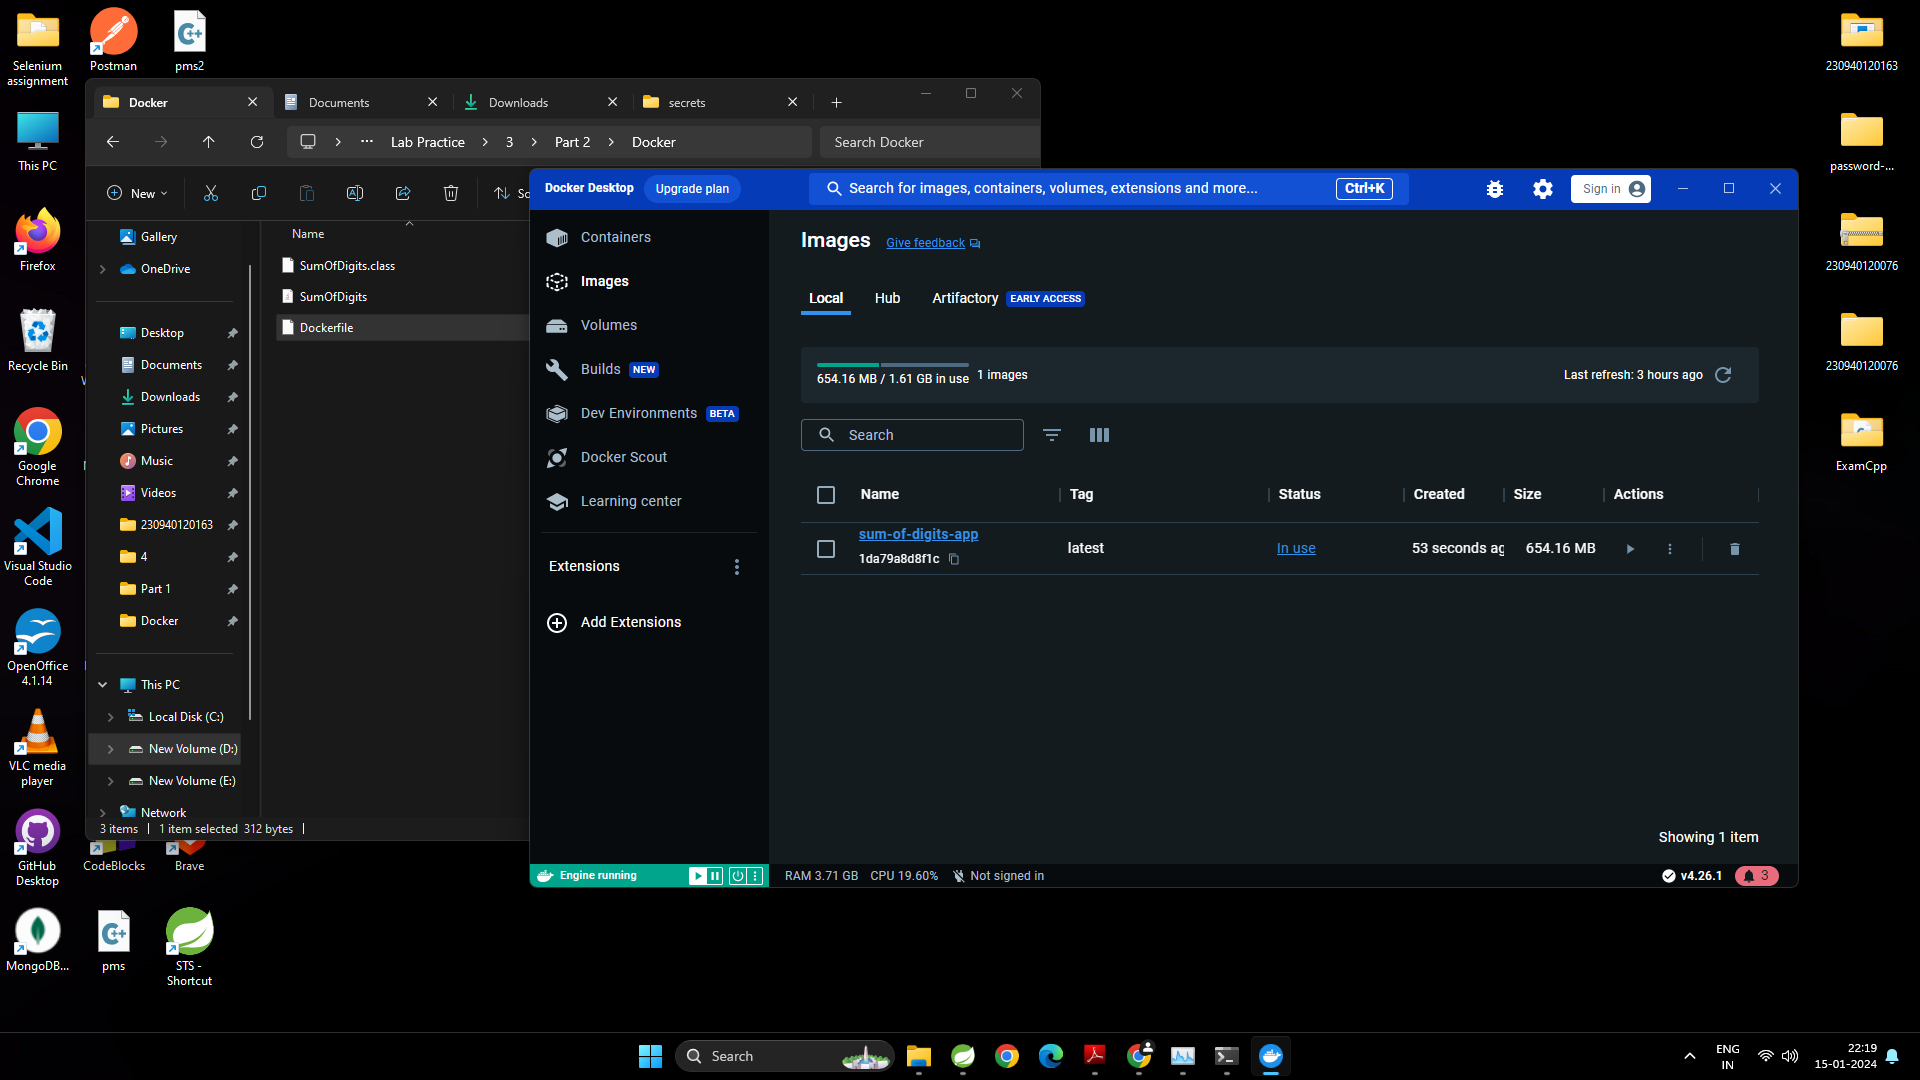 Selenium
assignment
Postman
pms2
This PC
Firefox
Recycle Bin
Google
Chrome
Visual Studio
Code
OpenOffice
4.1.14
VLC media
player
GitHub
Desktop
CodeBlocks
Brave
MongoDB...
pms
STS -
Shortcut
230940120163
password-...
230940120076
230940120076
ExamCpp
Docker
Documents
Downloads
secrets
Lab Practice
3
Part 2
Docker
Search Docker
New
Gallery
OneDrive
Desktop
Documents
Downloads
Pictures
Music
Videos
230940120163
4
Part 1
Docker
This PC
Local Disk (C:)
New Volume (D:)
New Volume (E:)
Network
Name
SumOfDigits.class
SumOfDigits
Dockerfile
3 items
1 item selected 312 bytes
Docker Desktop
Upgrade plan
Search for images, containers, volumes, extensions and more...
Ctrl+K
Sign in
Containers
Images
Volumes
Builds NEW
Dev Environments BETA
Docker Scout
Learning center
Extensions
Add Extensions
Images
Give feedback
Local
Hub
Artifactory EARLY ACCESS
654.16 MB / 1.61 GB in use
1 images
Last refresh: 3 hours ago
Search
Name
Tag
Status
Created
Size
Actions
sum-of-digits-app
1da79a8d8f1c
latest
In use
53 seconds ag
654.16 MB
Showing 1 item
Engine running
RAM 3.71 GB
CPU 19.60%
Not signed in
v4.26.1
3
Search
ENG
IN
22:19
15-01-2024